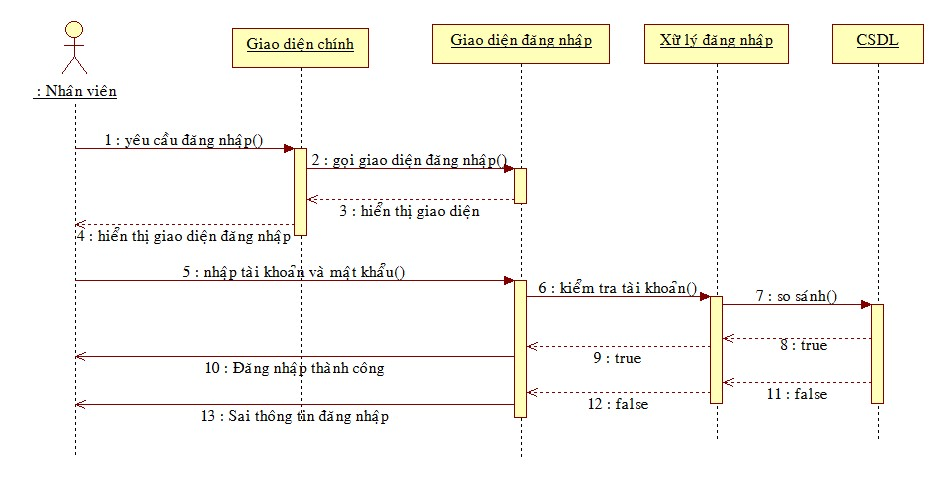 Giao diện chính
Giao diện đăng nhập
Xữ lý đăng nhập
CSDL
: Nhân viên
1 : yêu cầu đăng nhập()
2 : gọi giao diện đăng nhập()
3 : hiển thị giao diện
4 : hiển thị giao diện đăng nhập
5 : nhập tài khoản và mật khẩu()
6 : kiểm tra tài khoản()
7 : so sánh()
8 : true
9 : true
10 : Đăng nhập thành công
11 : false
12 : false
13 : Sai thông tin đăng nhập